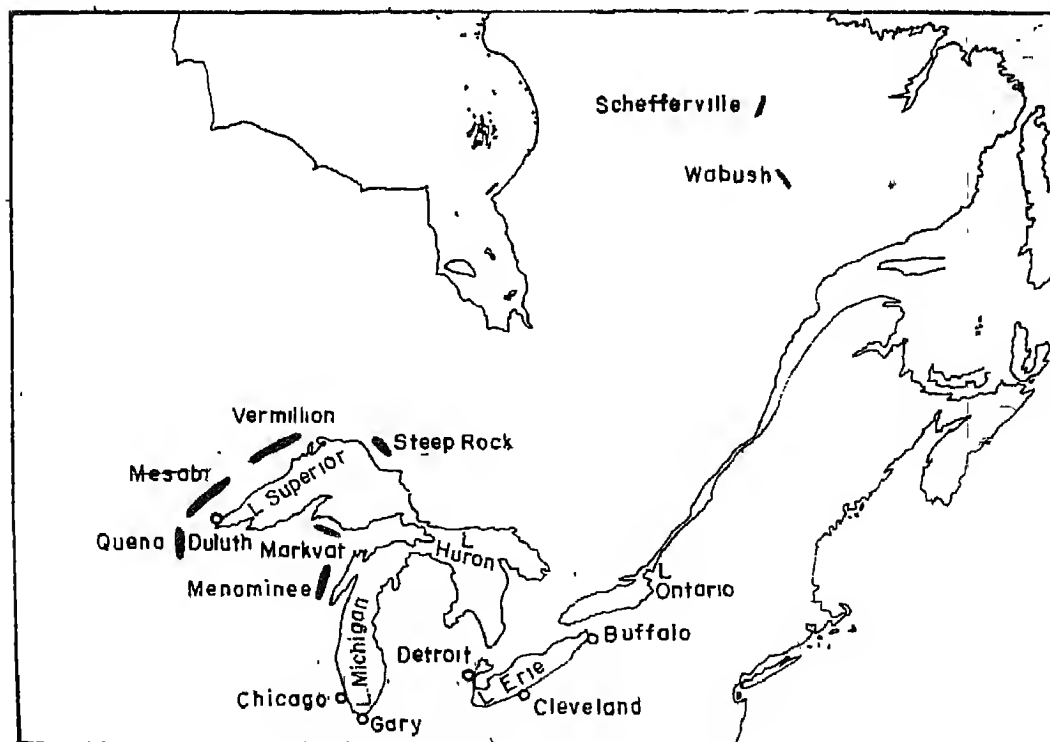 Schefferville
Wabush
Vermillion
Steep Rock
Mesabi
L Superior
Quena
Duluth
Markvat
L
Huron
Menominee
L
Ontario
L Michigan
Buffalo
Detroit
L Erie
Chicago
Cleveland
Gary